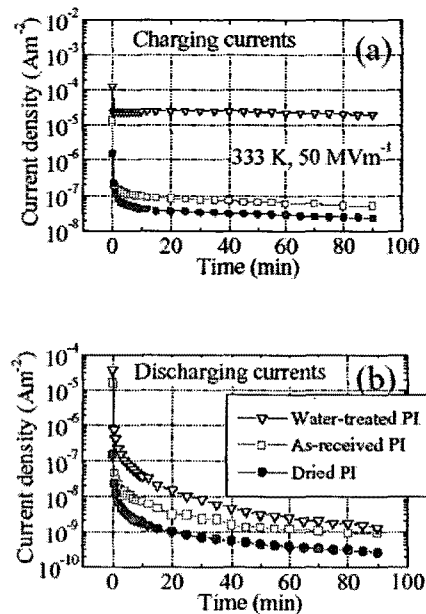 10⁻² Charging currents (a)
10⁻³
10⁻⁴
10⁻⁵
10⁻⁶ 333 K, 50 MVm⁻¹
10⁻⁷
10⁻⁸
Current density (Am⁻²)
0 20 40 60 80 100
Time (min)
10⁻⁴ Discharging currents (b)
10⁻⁵
10⁻⁶ Water-treated PI
10⁻⁷ As-received PI
10⁻⁸ Dried PI
10⁻⁹
10⁻¹⁰
Current density (Am⁻²)
0 20 40 60 80 100
Time (min)